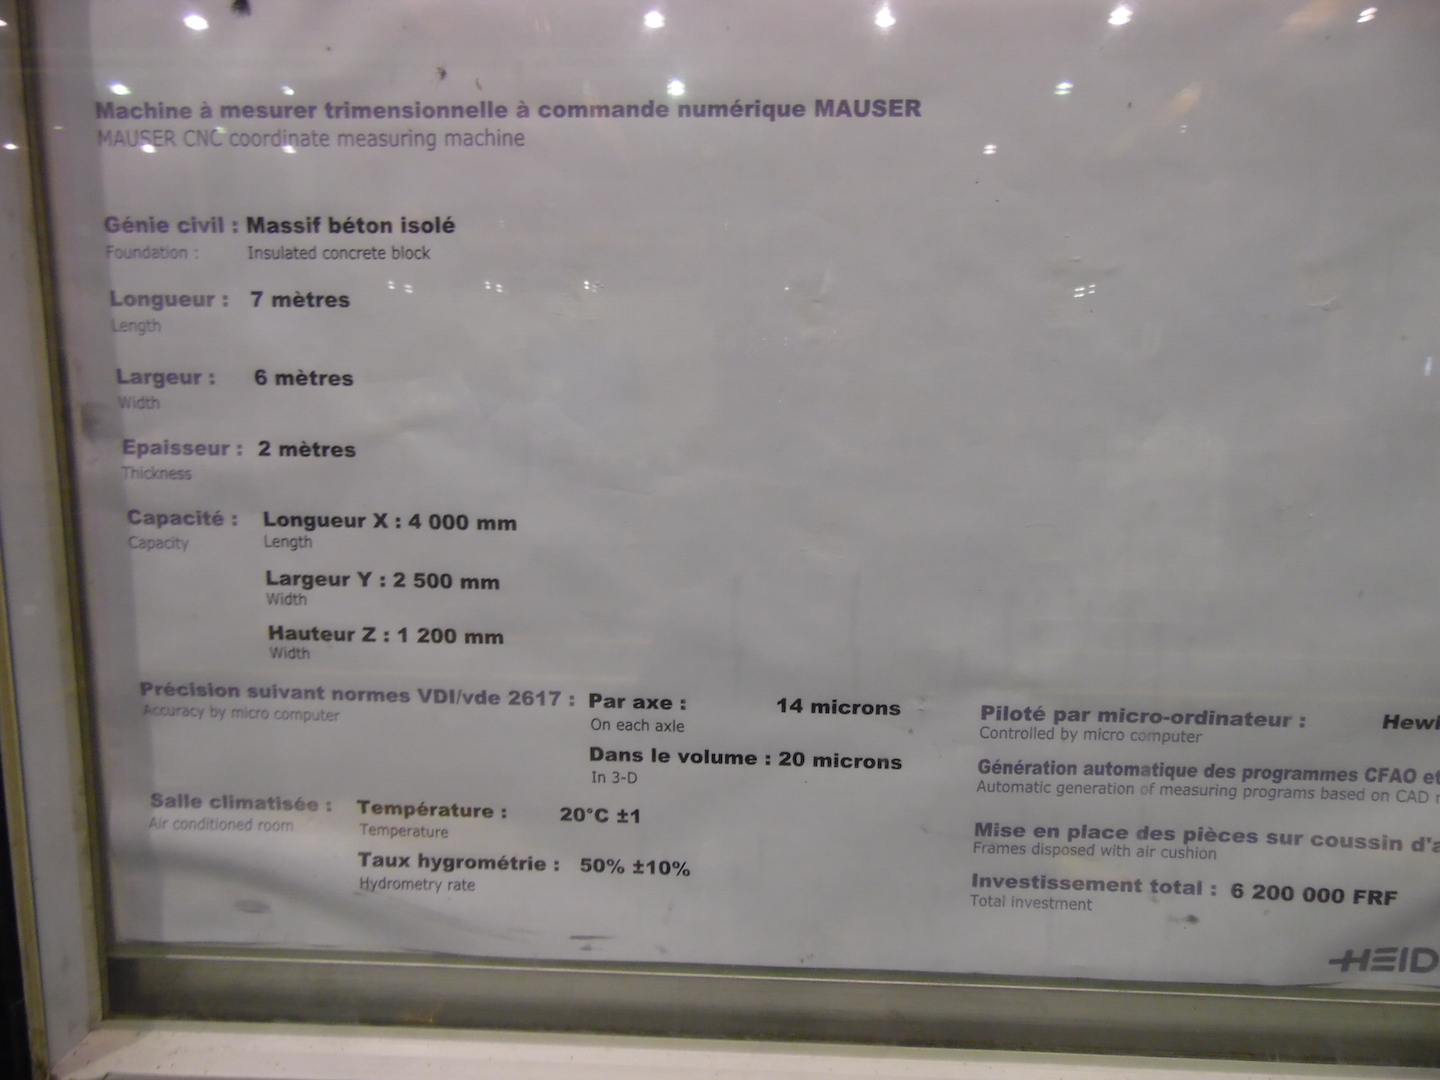 Machine à mesurer trimensionnelle à commande numérique MAUSER
MAUSER CNC coordinate measuring machine
Génie civil : Massif béton isolé
Foundation : Insulated concrete block
Longueur : 7 mètres
Length
Largeur : 6 mètres
Width
Epaisseur : 2 mètres
Thickness
Capacité : Longueur X : 4 000 mm
Capacity Length
Largeur Y : 2 500 mm
Width
Hauteur Z : 1 200 mm
Width
Précision suivant normes VDI/vde 2617 : Par axe : 14 microns
Accuracy by micro computer On each axle
Dans le volume : 20 microns
In 3-D
Salle climatisée : Température : 20°C ±1
Air conditioned room Temperature
Taux hygrométrie : 50% ±10%
Hydrometry rate
Piloté par micro-ordinateur :
Controlled by micro computer
Génération automatique des programmes CFAO et
Automatic generation of measuring programs based on CAD
Mise en place des pièces sur coussin
Frames disposed with air cushion
Investissement total : 6 200 000 FRF
Total investment